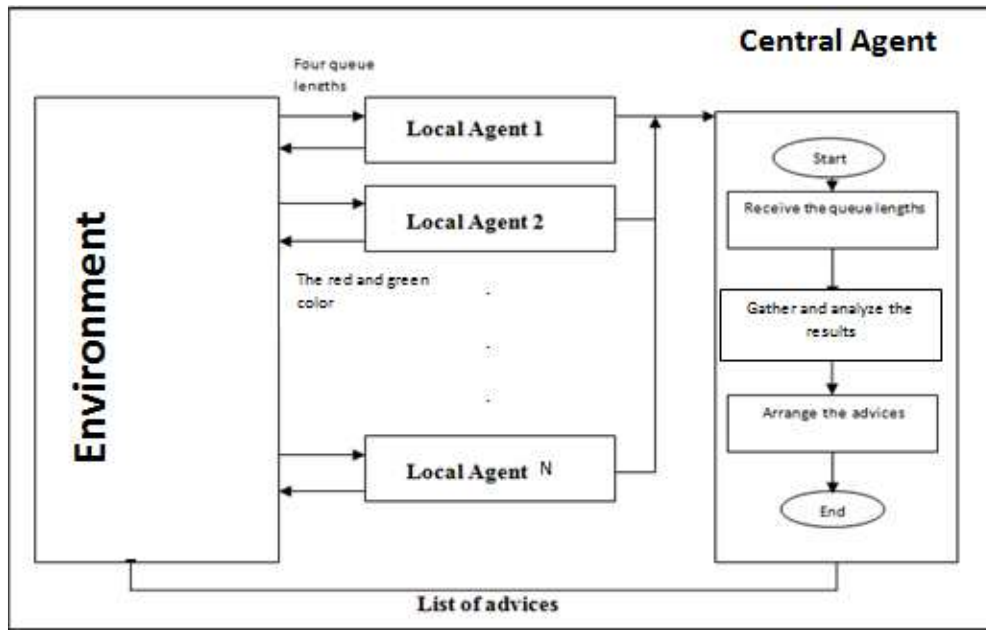 Central Agent
Four queue
lengths
Local Agent 1
Start
Receive the queue lengths
Local Agent 2
Environment
The red and green
color
.
Gather and analyze the
results
.
.
Arrange the advices
Local Agent N
End
List of advices